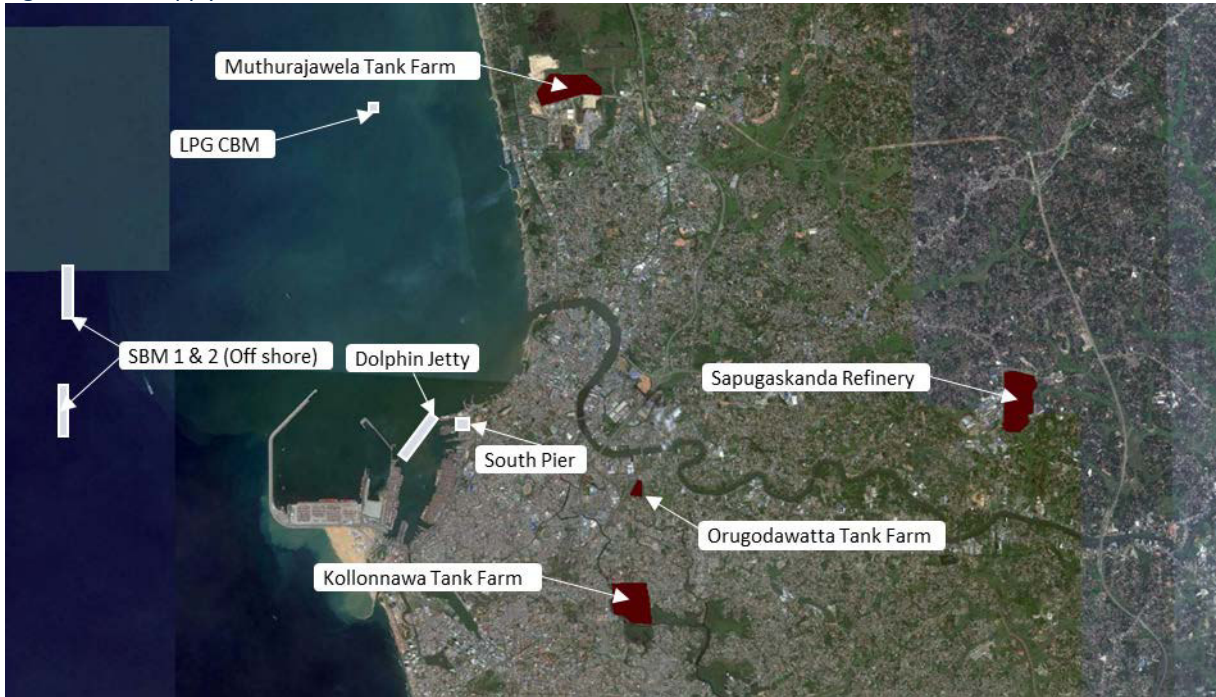 Muthurajawela Tank Farm
LPG CBM
SBM 1 & 2 (Off shore)
Dolphin Jetty
Sapugaskanda Refinery
South Pier
Orugodawatta Tank Farm
Kollonnawa Tank Farm